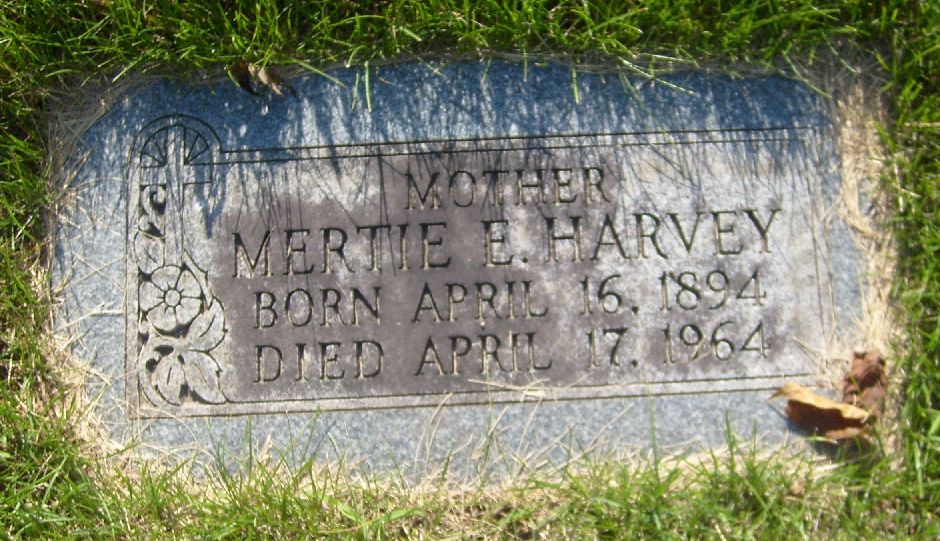 MOTHER
MERTIE E. HARVEY
BORN APRIL 16, 1894
DIED APRIL 17, 1964